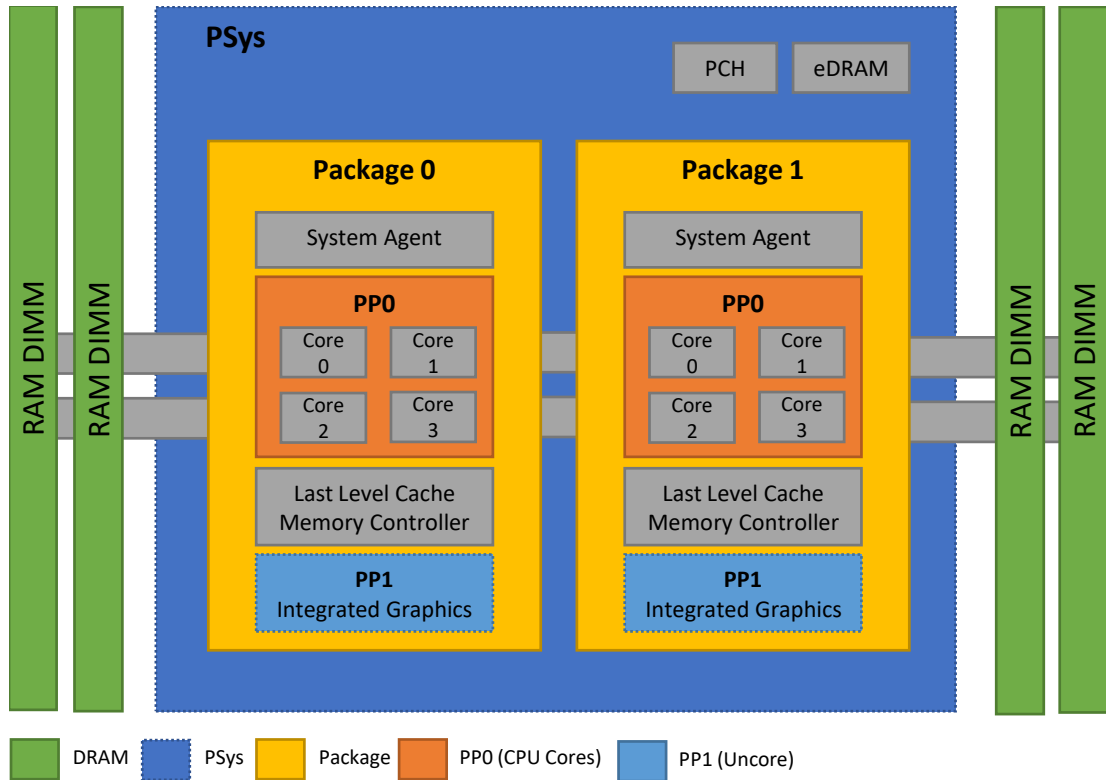 PSys
PCH
eDRAM
Package 0
Package 1
System Agent
System Agent
PP0
PP0
Core
0
Core
1
Core
0
Core
1
Core
2
Core
3
Core
2
Core
3
Last Level Cache
Memory Controller
Last Level Cache
Memory Controller
PP1
Integrated Graphics
PP1
Integrated Graphics
RAM DIMM
RAM DIMM
RAM DIMM
RAM DIMM
DRAM
PSys
Package
PP0 (CPU Cores)
PP1 (Uncore)